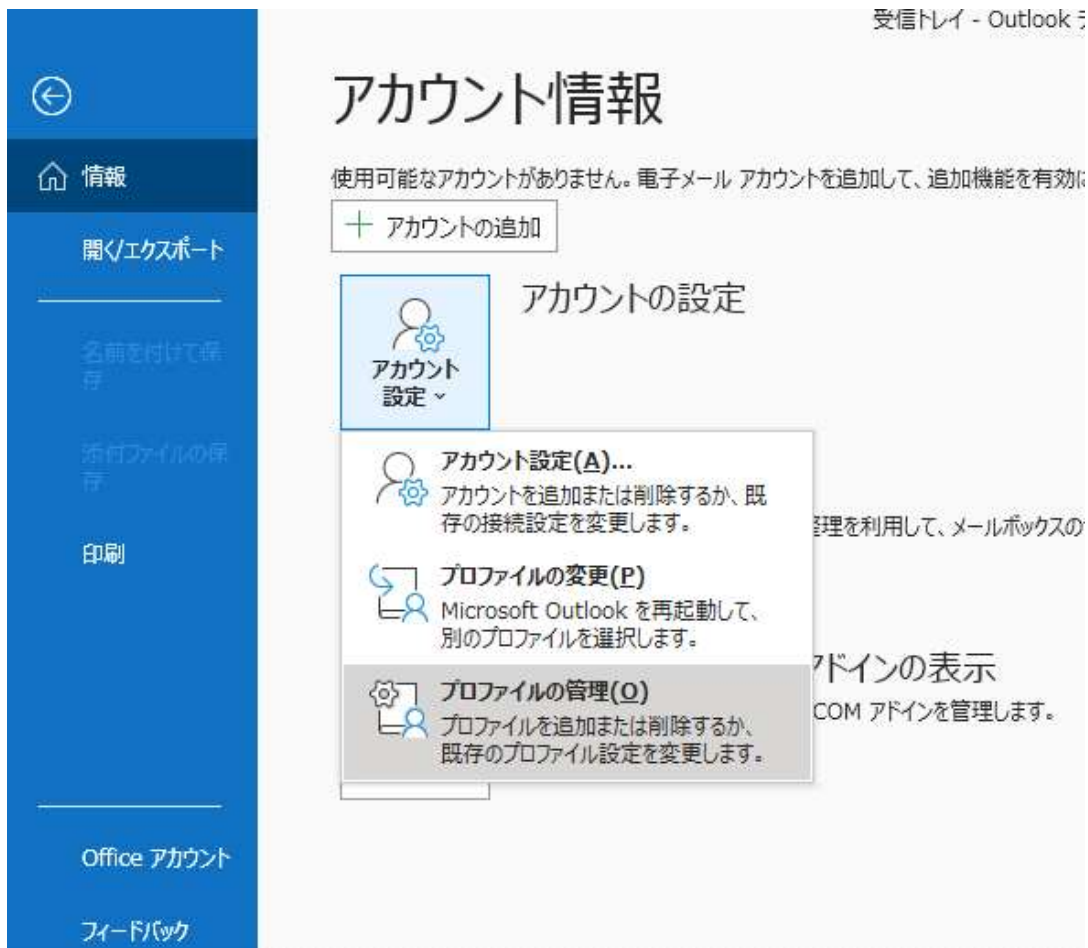 受信トレイ - Outlook
アカウント情報
情報
使用可能なアカウントがありません。電子メール アカウントを追加して、追加機能を有効に
アカウントの追加
開く/エクスポート
アカウントの設定
アカウント
設定
名前を付けて保
存
添付ファイルの保
存
印刷
アカウント設定(A)...
アカウントを追加または削除するか、既
存の接続設定を変更します。
理を利用して、メールボックスの
プロファイルの変更(P)
Microsoft Outlook を再起動して、
別のプロファイルを選択します。
アドインの表示
プロファイルの管理(O)
COM アドインを管理します。
プロファイルを追加または削除するか、
既存のプロファイル設定を変更します。
Office アカウント
フィードバック